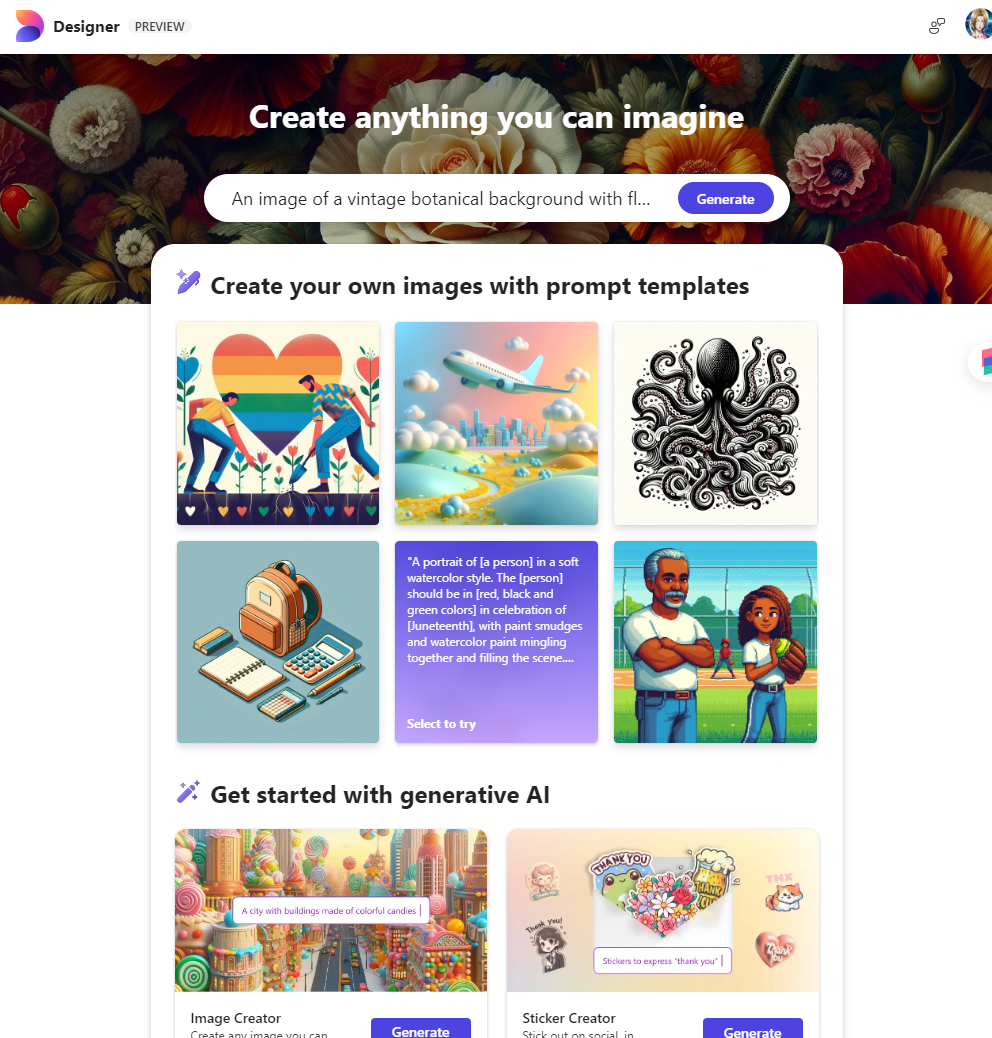 Designer PREVIEW
Create anything you can imagine
An image of a vintage botanical background with fl...
Generate
Create your own images with prompt templates
"A portrait of [a person] in a soft
watercolor style. The [person]
should be in [red, black and
green colors] in celebration of
[Juneteenth], with paint smudges
and watercolor paint mingling
together and filling the scene....
Select to try
Get started with generative AI
A city with buildings made of colorful candies
THANK YOU
THANK
THX
Thank You!
Thank You
Stickers to express "thank you"
Image Creator
Create any image you can
Generate
Sticker Creator
Stick out on social, in
Generate